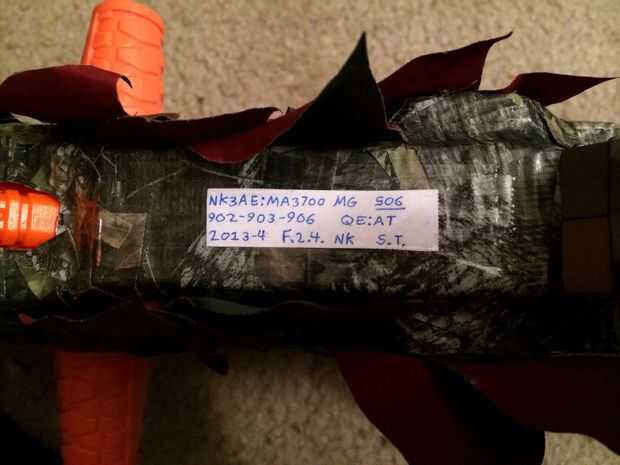 NK3AE:MA3700 MG 506
902-903-906 QE:AT
2013-4 F.2.4. NK S.T.